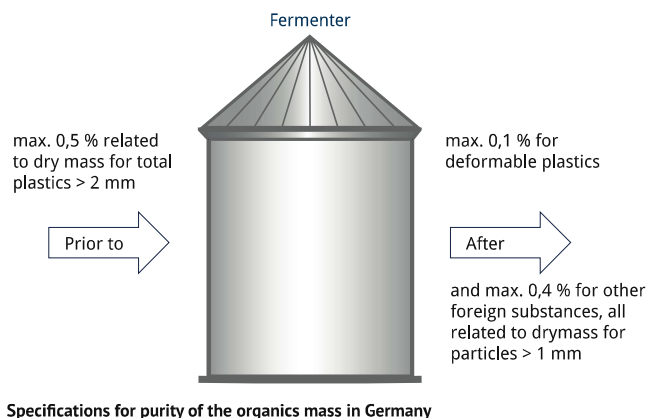 Fermenter
max. 0,5 % related
to dry mass for total
plastics > 2 mm
Prior to
max. 0,1 % for
deformable plastics
After
and max. 0,4 % for other
foreign substances, all
related to drymass for
particles > 1 mm
Specifications for purity of the organics mass in Germany